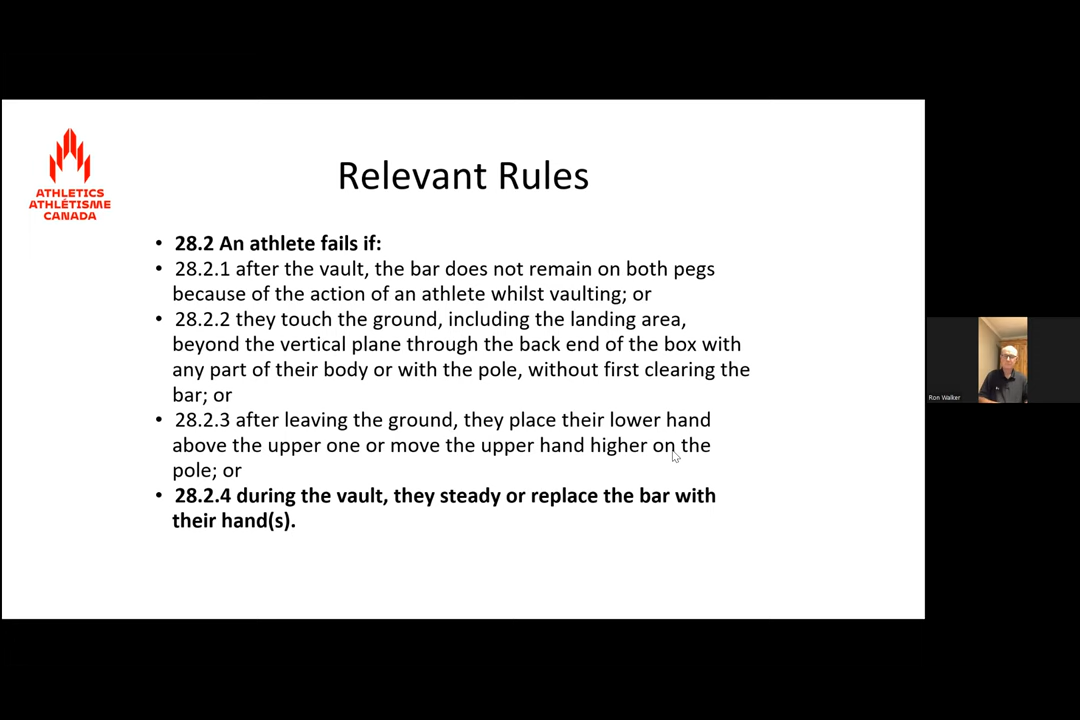 ATHLETICS
ATHLÉTISME
CANADA
Relevant Rules
• 28.2 An athlete fails if:
• 28.2.1 after the vault, the bar does not remain on both pegs
because of the action of an athlete whilst vaulting; or
• 28.2.2 they touch the ground, including the landing area,
beyond the vertical plane through the back end of the box with
any part of their body or with the pole, without first clearing the
bar; or
• 28.2.3 after leaving the ground, they place their lower hand
above the upper one or move the upper hand higher on the
pole; or
• 28.2.4 during the vault, they steady or replace the bar with
their hand(s).
Ron Walker